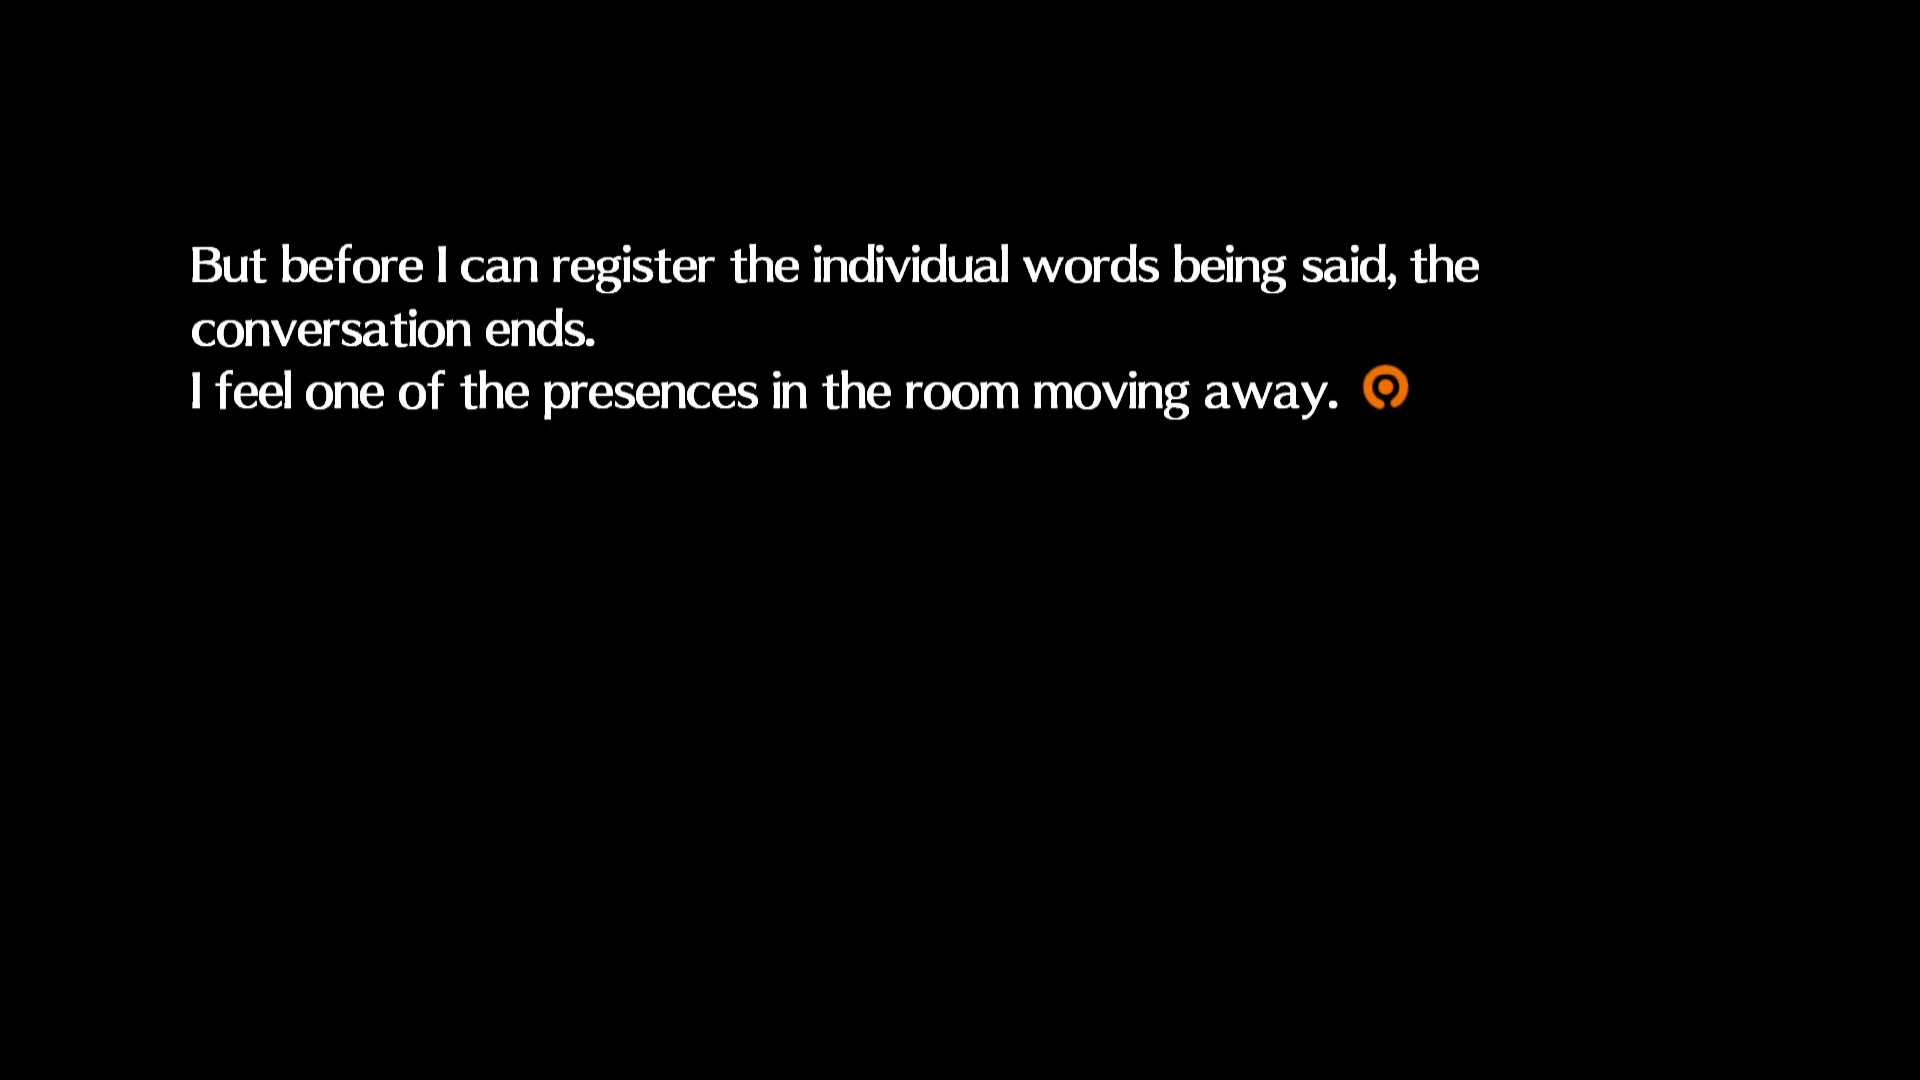 But before I can register the individual words being said, the
conversation ends.
I feel one of the presences in the room moving away.